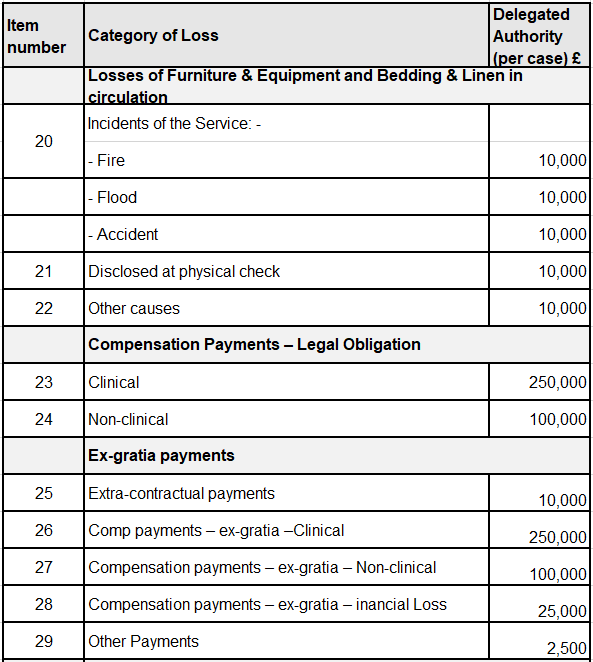 Item number Category of Loss Delegated Authority (per case) £
Losses of Furniture & Equipment and Bedding & Linen in
circulation
20 Incidents of the Service: -
- Fire 10,000
- Flood 10,000
- Accident 10,000
21 Disclosed at physical check 10,000
22 Other causes 10,000
Compensation Payments – Legal Obligation
23 Clinical 250,000
24 Non-clinical 100,000
Ex-gratia payments
25 Extra-contractual payments 10,000
26 Comp payments – ex-gratia –Clinical 250,000
27 Compensation payments – ex-gratia – Non-clinical 100,000
28 Compensation payments – ex-gratia – inancial Loss 25,000
29 Other Payments 2,500